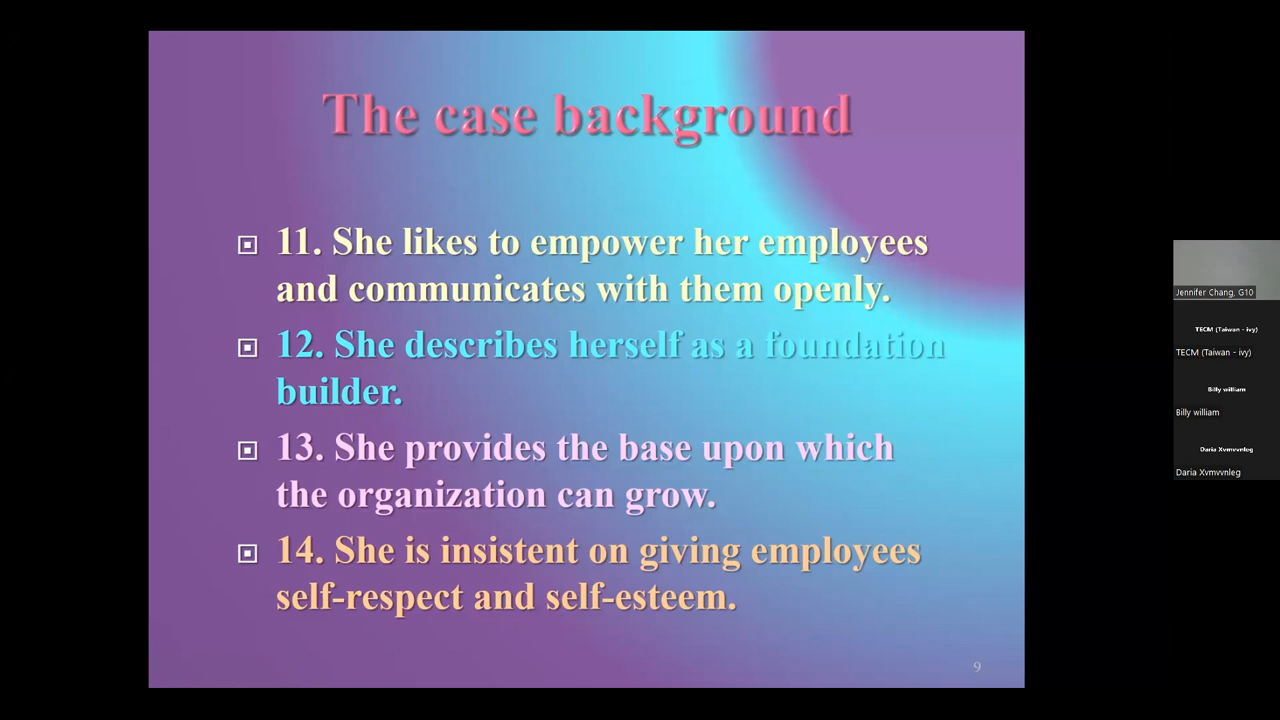 The case background
11. She likes to empower her employees
and communicates with them openly.
12. She describes herself as a foundation
builder.
13. She provides the base upon which
the organization can grow.
14. She is insistent on giving employees
self-respect and self-esteem.
9
Jennifer Chang, G10
TECM (Taiwan - ivy)
TECM (Taiwan - ivy)
Billy william
Billy william
Daria Xvmvvnleg
Daria Xvmvvnleg